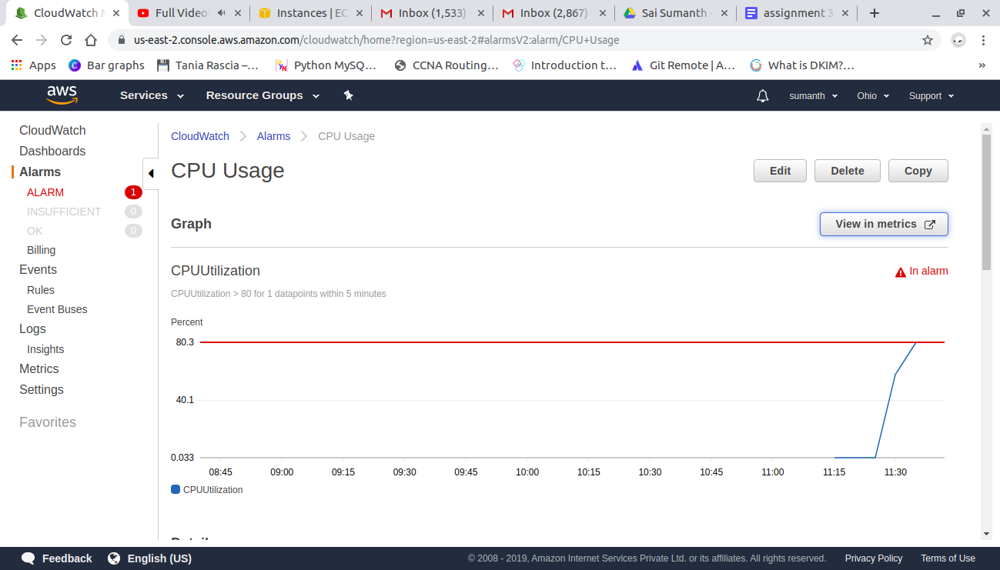 CloudWatch M
Full Video:
Instances | EC
Inbox (1,533)
Inbox (2,867)
Sai Sumanth -
assignment 3
us-east-2.console.aws.amazon.com/cloudwatch/home?region=us-east-2#alarmsV2:alarm/CPU+Usage
Apps
Bar graphs
Tania Rascia –...
Python MySQ...
CCNA Routing...
Introduction t...
Git Remote | A...
What is DKIM?...
»
aws
Services
Resource Groups
sumanth
Ohio
Support
CloudWatch
Dashboards
Alarms
ALARM 1
INSUFFICIENT 0
OK 0
Billing
Events
Rules
Event Buses
Logs
Insights
Metrics
Settings
Favorites
CloudWatch
Alarms
CPU Usage
CPU Usage
Edit
Delete
Copy
Graph
View in metrics
CPUUtilization
In alarm
CPUUtilization > 80 for 1 datapoints within 5 minutes
Percent
80.3
40.1
0.033
08:45 09:00 09:15 09:30 09:45 10:00 10:15 10:30 10:45 11:00 11:15 11:30
CPUUtilization
Feedback
English (US)
© 2008 - 2019, Amazon Internet Services Private Ltd. or its affiliates. All rights reserved.
Privacy Policy
Terms of Use